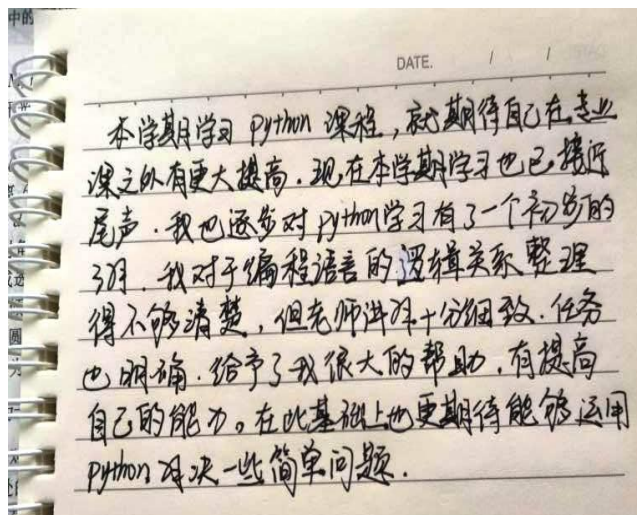 中的
DATE. / /
本学期学习 Python 课程，就期待自己在专业
课之外有更大提高．现在本学期学习也已接近
尾声．我也逐步对python学习有了一个初步的
了解．我对于编程语言的逻辑关系整理
得不够清楚，但老师讲解十分细致．任务
也明确．给予了我很大的帮助，有提高
自己的能力。在此基础上也更期待能够运用
python解决一些简单问题．